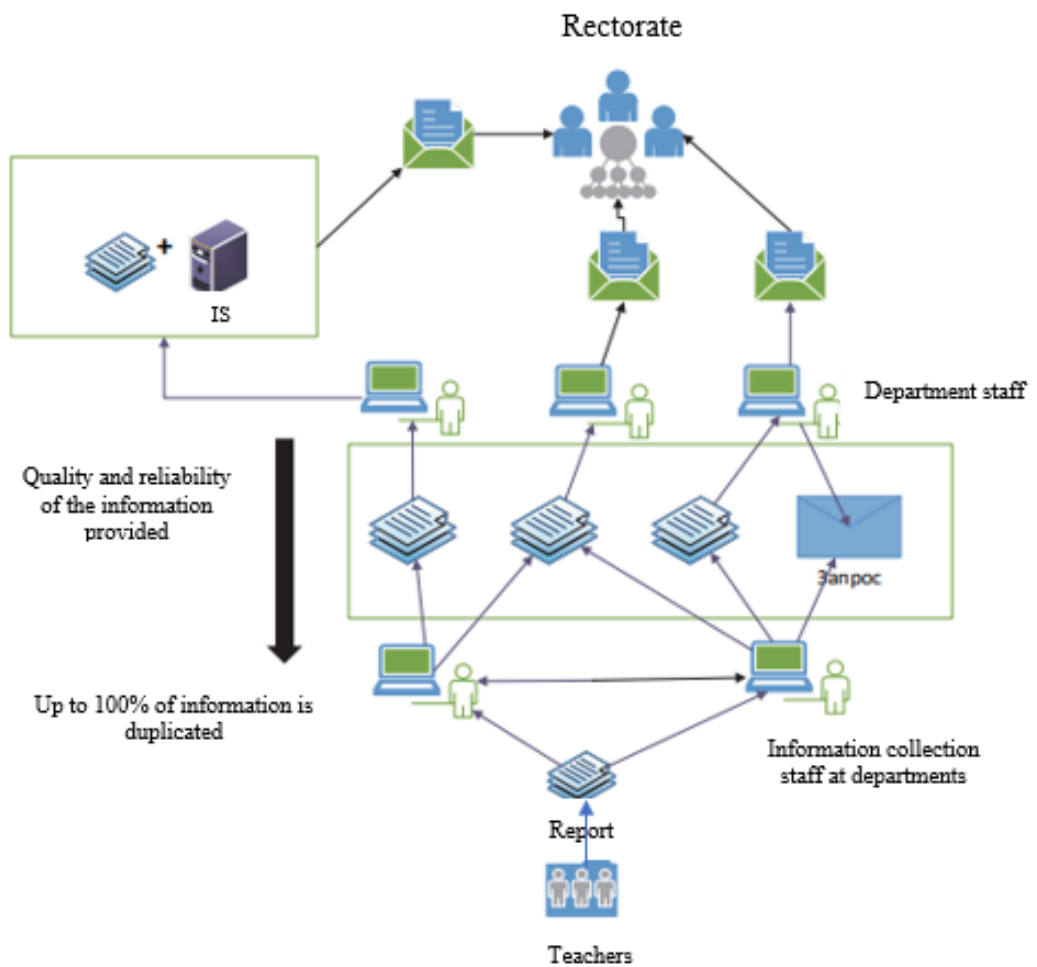 Rectorate
+
IS
Department staff
Quality and reliability
of the information
provided
Запрос
Up to 100% of information is
duplicated
Information collection
staff at departments
Report
Teachers